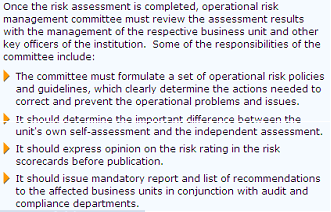 Once the risk assessment is completed, operational risk
management committee must review the assessment results
with the management of the respective business unit and other
key officers of the institution.  Some of the responsibilities of the
committee include:
The committee must formulate a set of operational risk policies
and guidelines, which clearly determine the actions needed to
correct and prevent the operational problems and issues.
It should determine the important difference between the
unit's own self-assessment and the independent assessment.
It should express opinion on the risk rating in the risk
scorecards before publication.
It should issue mandatory report and list of recommendations
to the affected business units in conjunction with audit and
compliance departments.